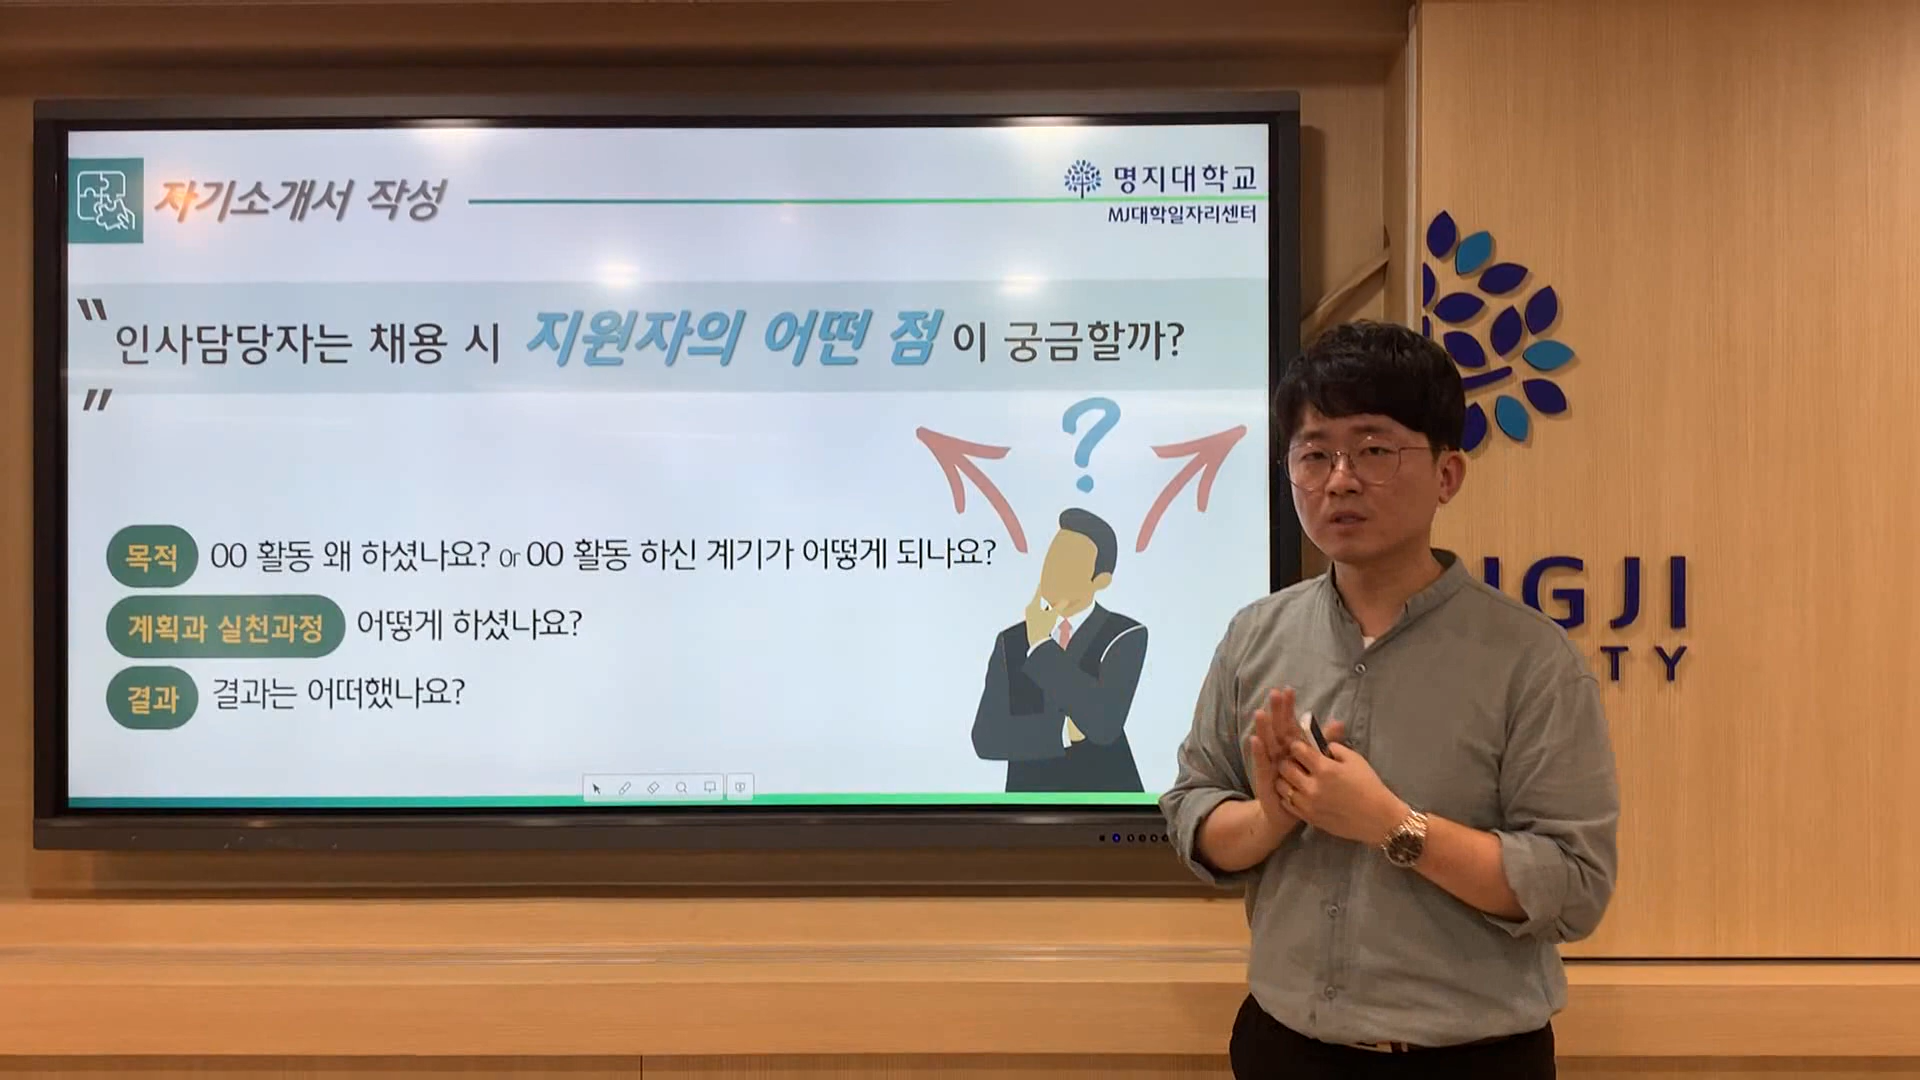 자기소개서 작성
명지대학교
MJ대학일자리센터
“인사담당자는 채용 시 지원자의 어떤 점이 궁금할까?
”
?
목적 OO 활동 왜 하셨나요? or OO 활동 하신 계기가 어떻게 되나요?
계획과 실천과정 어떻게 하셨나요?
결과 결과는 어떠했나요?
NGJI
TY